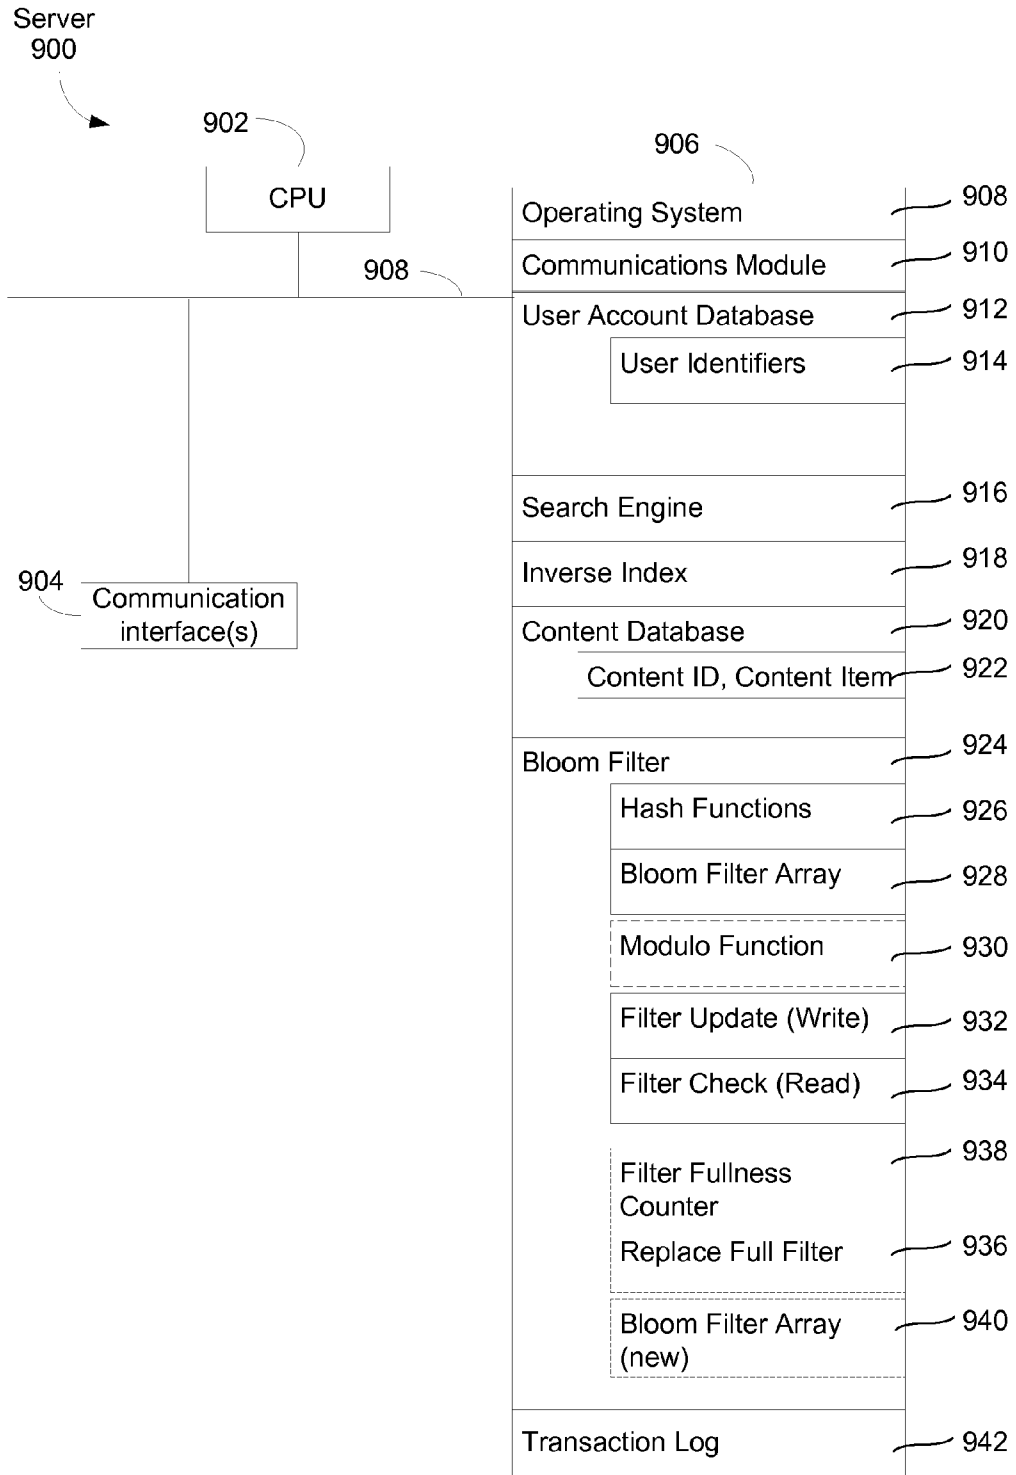 Server
900
902
CPU
908
904
Communication
interface(s)
906
Operating System 908
Communications Module 910
User Account Database 912
User Identifiers 914
Search Engine 916
Inverse Index 918
Content Database 920
Content ID, Content Item 922
Bloom Filter 924
Hash Functions 926
Bloom Filter Array 928
Modulo Function 930
Filter Update (Write) 932
Filter Check (Read) 934
Filter Fullness 938
Counter
Replace Full Filter 936
Bloom Filter Array 940
(new)
Transaction Log 942